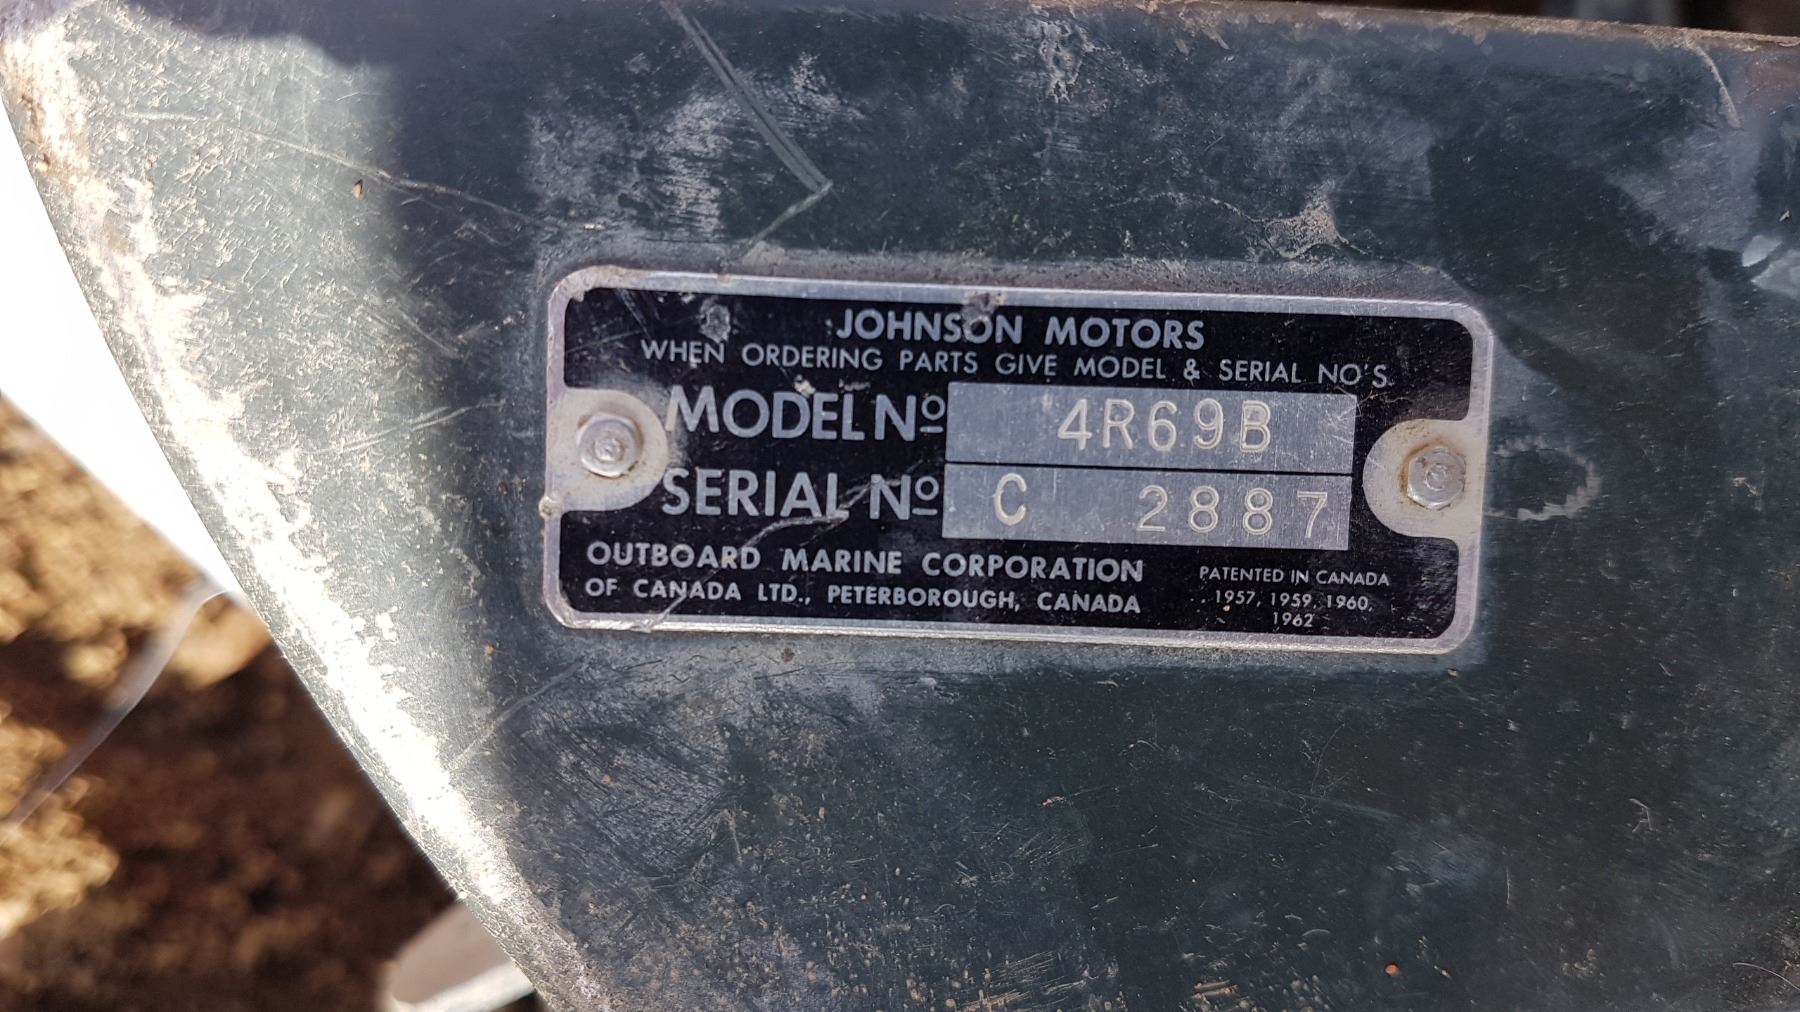 JOHNSON MOTORS
WHEN ORDERING PARTS GIVE MODEL & SERIAL NO'S.
MODEL Nº 4R69B
SERIAL Nº C 2887
OUTBOARD MARINE CORPORATION
OF CANADA LTD., PETERBOROUGH, CANADA
PATENTED IN CANADA
1957, 1959, 1960,
1962